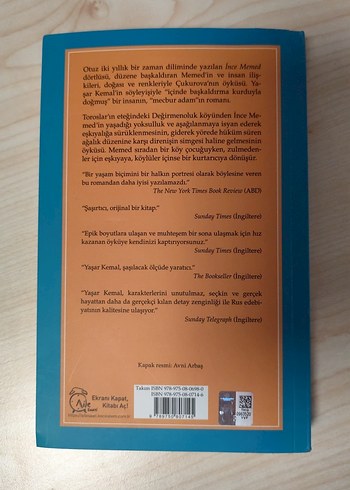 Otuz iki yıllık bir zaman diliminde yazılan İnce Memed
dörtlüsü, düzene başkaldıran Memed'in ve insan iliş-
kileri, doğası ve renkleriyle Çukurova'nın öyküsü. Ya-
şar Kemal'in söyleyişiyle "içinde başkaldırma kurduyla
doğmuş" bir insanın, "mecbur adam"ın romanı.
Toroslar'ın eteğindeki Değirmenoluk köyünden İnce Me-
med'in yaşadığı yoksulluk ve aşağılanmaya isyan ederek
eşkıyalığa sürüklenmesinin, giderek yörede hüküm süren
ağalık düzenine karşı direnişin simgesi haline gelmesinin
öyküsü. Memed sıradan bir köy çocuğuyken, zulmeden-
ler için eşkıyaya, köylüler içinse bir kurtarıcıya dönüşür.
"Bir yaşam biçimini bir halkın portresi olarak böylesine veren
bu romandan daha iyisi yazılamazdı."
The New York Times Book Review (ABD)
"Şaşırtıcı, orijinal bir kitap."
Sunday Times (İngiltere)
"Epik boyutlara ulaşan ve muhteşem bir sona ulaşmak için hız
kazanan öyküye kendinizi kaptırıyorsunuz."
Sunday Times (İngiltere)
"Yaşar Kemal, şaşılacak ölçüde yaratıcı."
The Bookseller (İngiltere)
"Yaşar Kemal, karakterlerini unutulmaz, seçkin ve gerçek
hayattan daha da gerçekçi kılan detay zenginliği ile Rus edebi-
yatının kalitesine ulaşıyor."
Sunday Telegraph (İngiltere)
Kapak resmi: Avni Arbaş
Takım ISBN 978-975-08-0698-0
ISBN 978-975-08-0714-6
9 789750 807145
Ekranı Kapat,
Kitabı Aç!